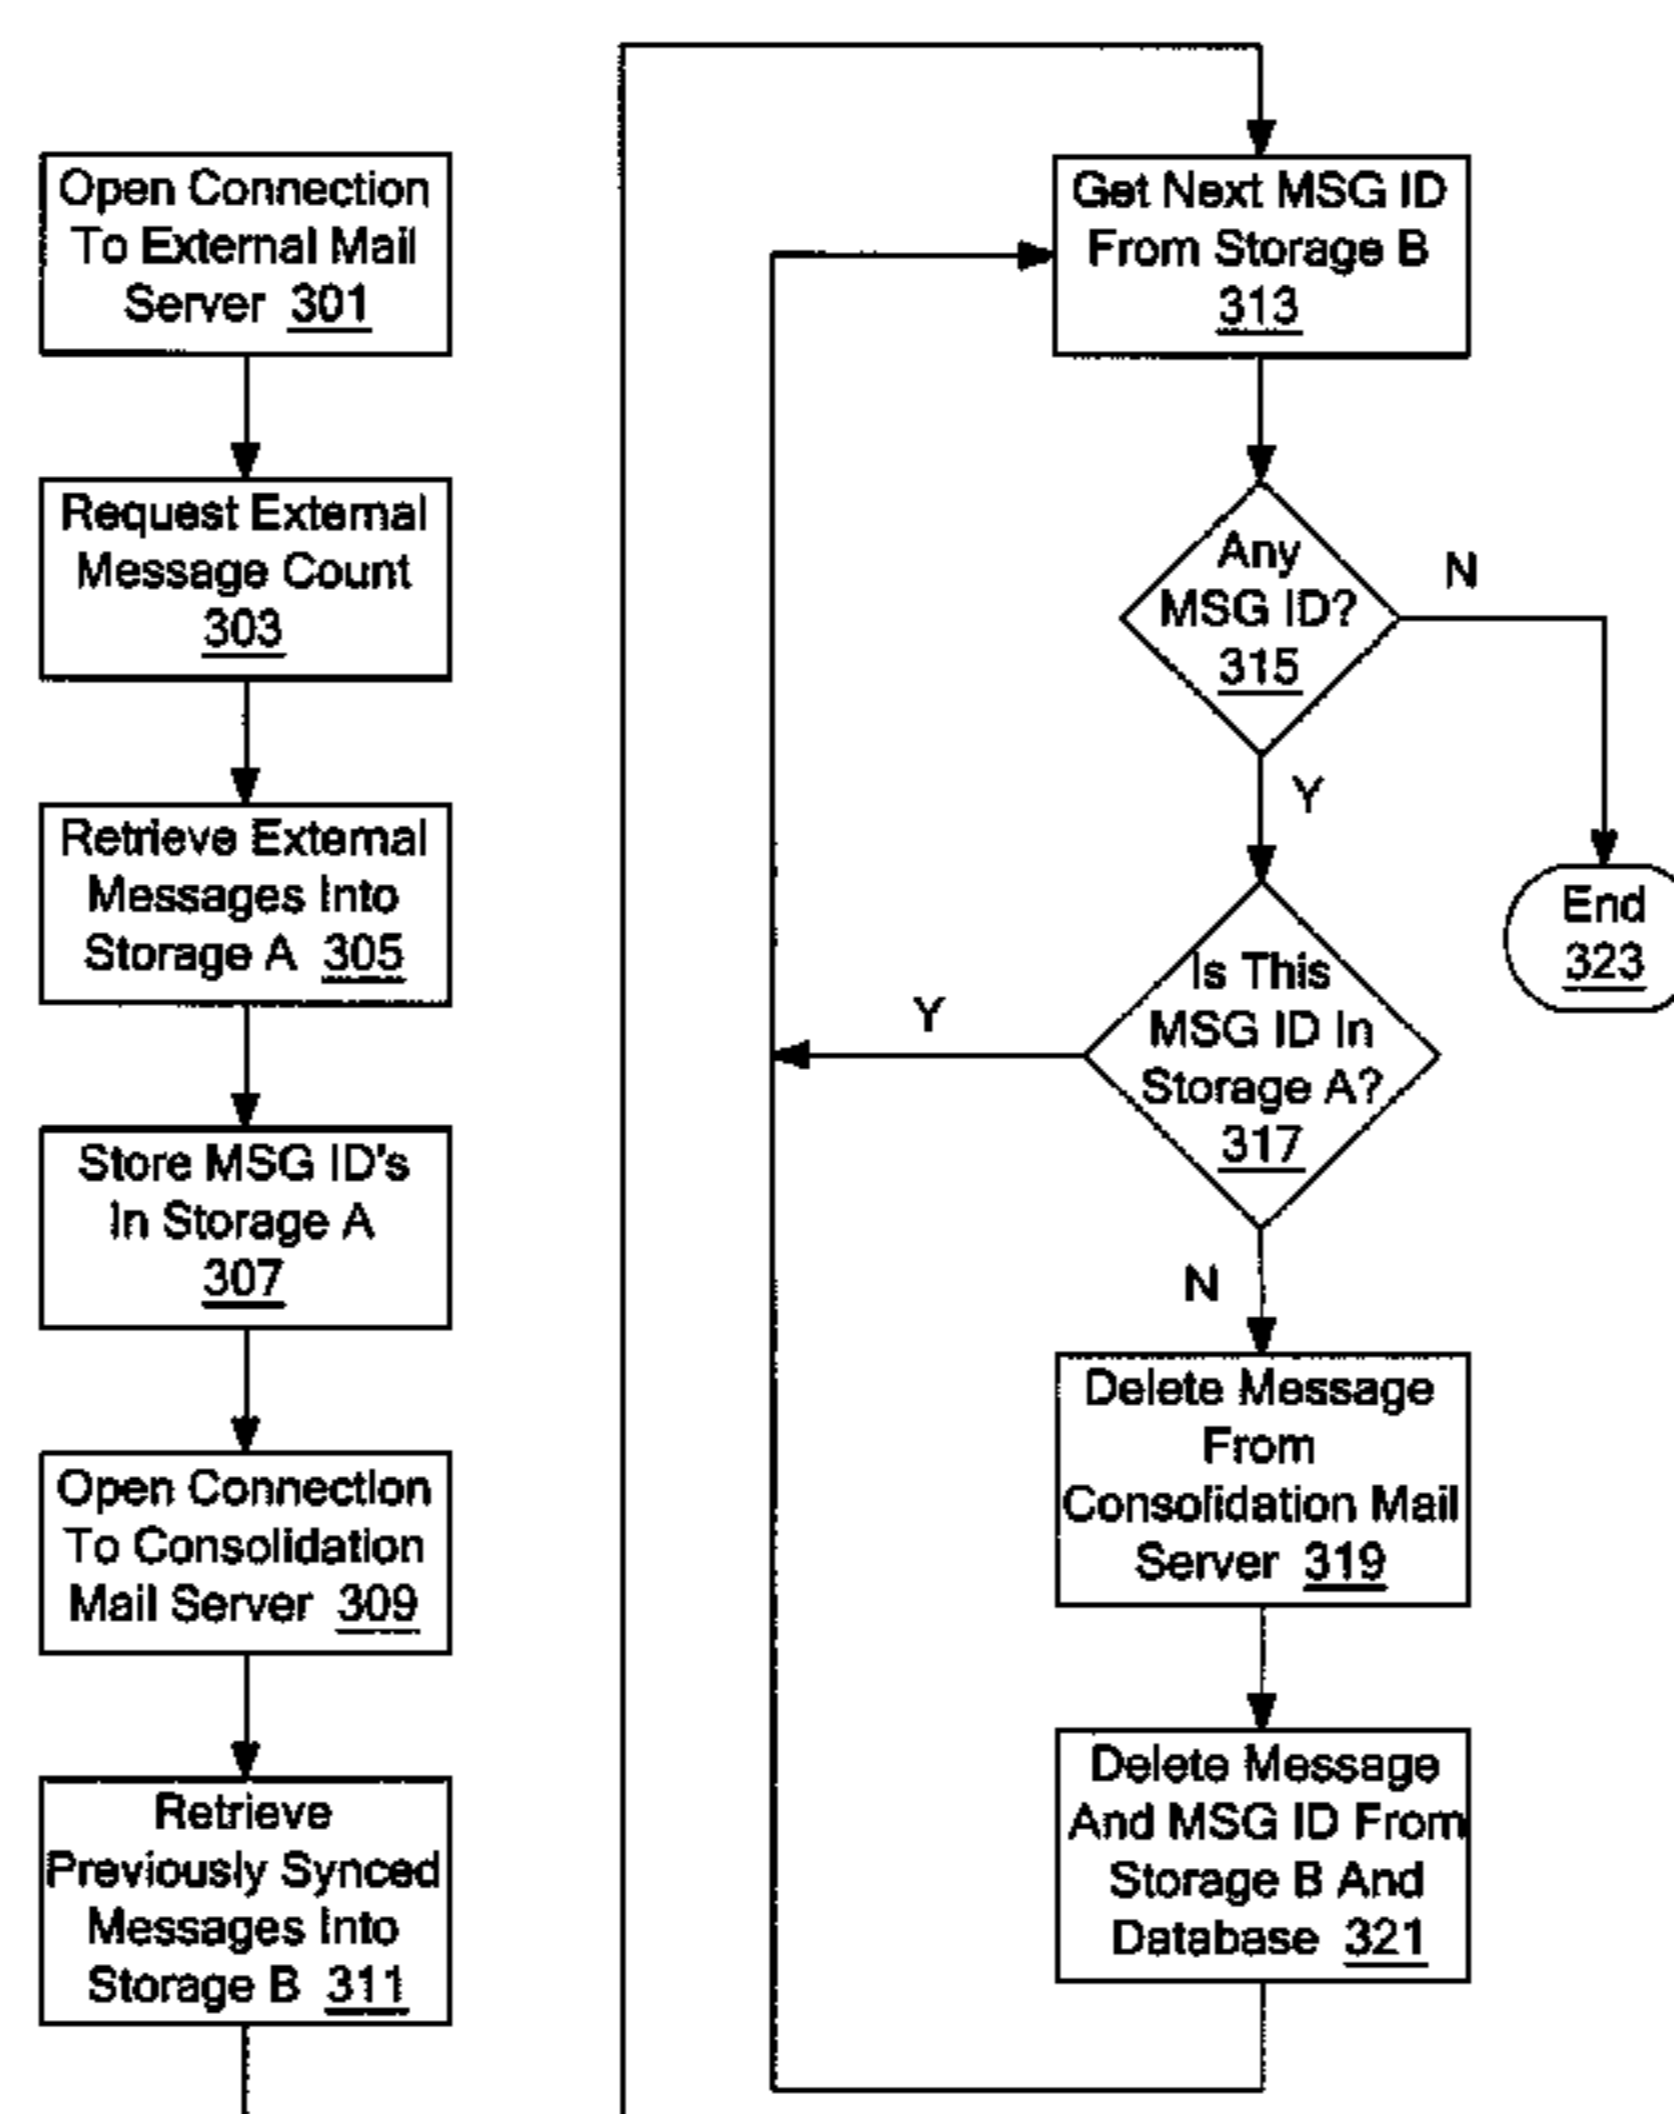 Open Connection
To External Mail
Server 301
Request External
Message Count
303
Retrieve External
Messages Into
Storage A 305
Store MSG ID's
In Storage A
307
Open Connection
To Consolidation
Mail Server 309
Retrieve
Previously Synced
Messages Into
Storage B 311
Get Next MSG ID
From Storage B
313
Any
MSG ID?
315
N
Y
End
323
Is This
MSG ID In
Storage A?
317
Y
N
Delete Message
From
Consolidation Mail
Server 319
Delete Message
And MSG ID From
Storage B And
Database 321